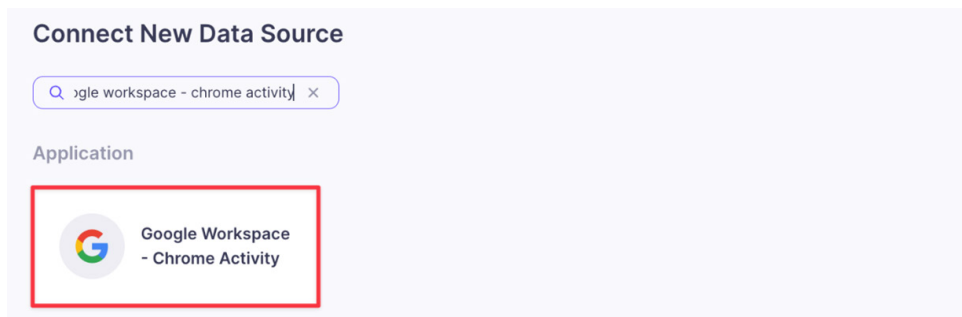 Connect New Data Source
ogle workspace - chrome activity
Application
Google Workspace
- Chrome Activity